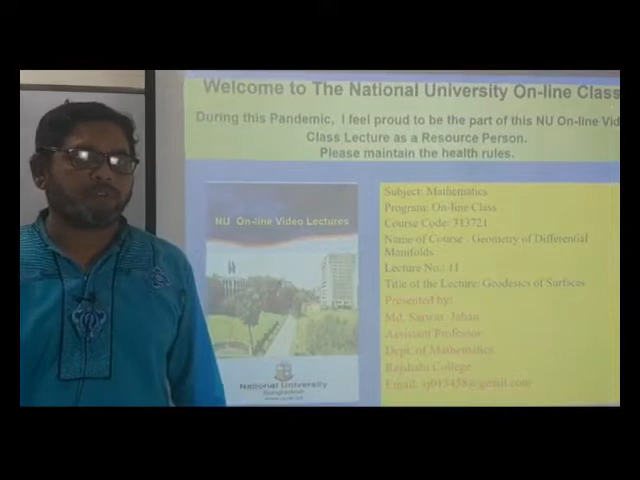 Welcome to The National University On-line Class
During this Pandemic, I feel proud to be the part of this NU On-line Vid
Class Lecture as a Resource Person.
Please maintain the health rules.
NU On-line Video Lectures
National University
Bangladesh
Subject: Mathematics
Program: On-line Class
Course Code: 313721
Name of Course : Geometry of Differential
Manifolds
Lecture No.: 11
Title of the Lecture: Geodesics of Surfaces
Presented by:
Md. Sarwar Jahan
Assistant Professor
Dept. of Mathematics
Rajshahi College
Email: